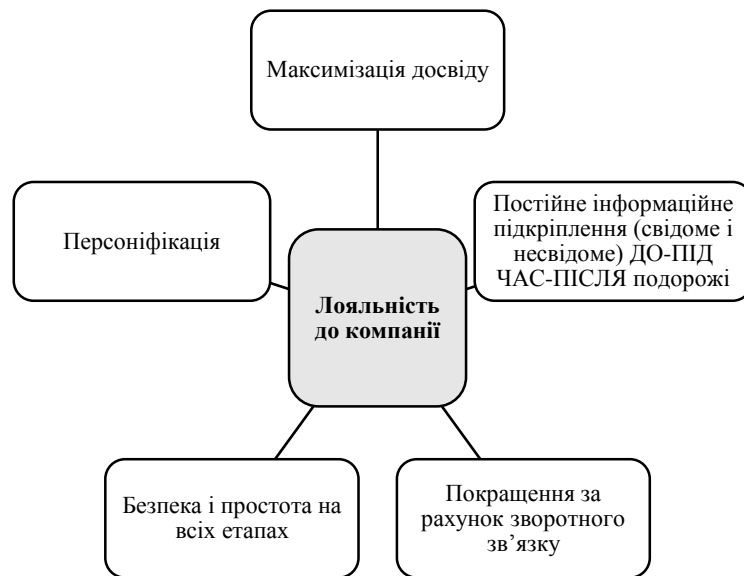 Максимізація досвіду
Персоніфікація
Постійне інформаційне
підкріплення (свідоме і
несвідоме) ДО-ПІД
ЧАС-ПІСЛЯ подорожі
Лояльність
до компанії
Безпека і простота на
всіх етапах
Покращення за
рахунок зворотного
зв’язку